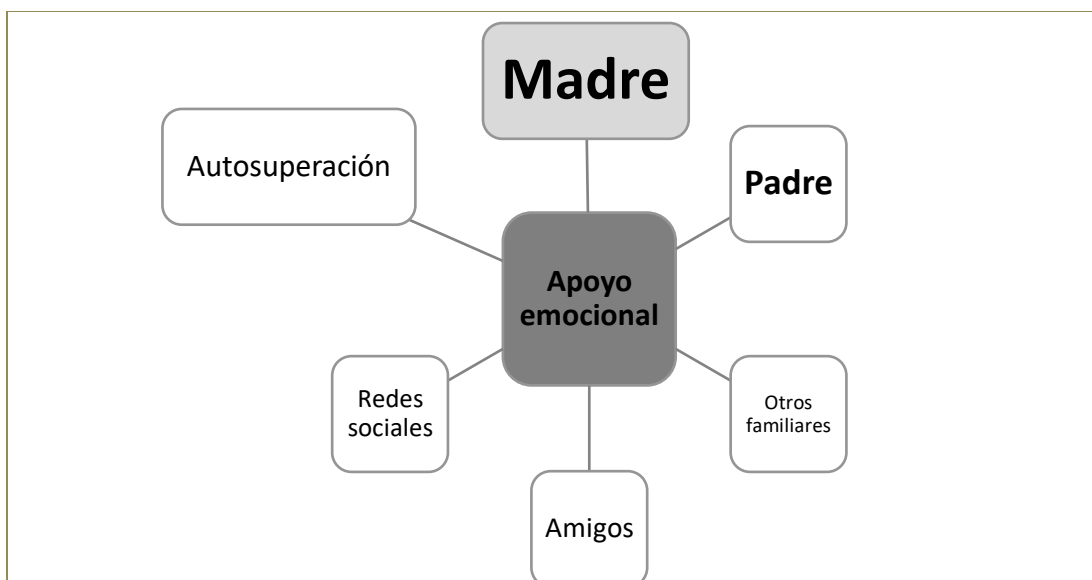 Madre
Autosuperación
Padre
Apoyo
emocional
Redes
sociales
Otros
familiares
Amigos